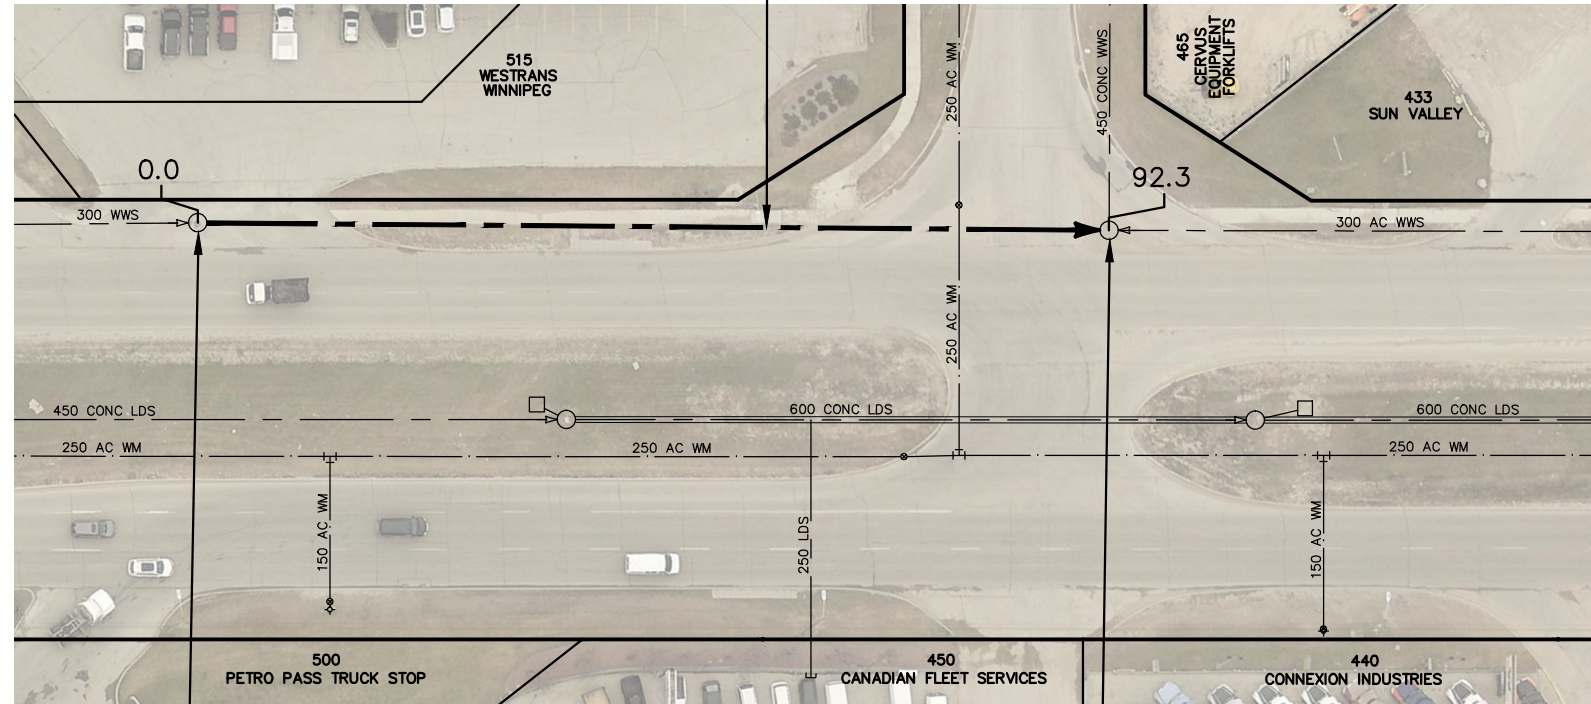 515
WESTRANS
WINNIPEG
250 AC WM
450 CONC WWS
465
CERVUS
EQUIPMENT
FORKLIFTS
433
SUN VALLEY
0.0
92.3
300 WWS
300 AC WWS
250 AC WM
450 CONC LDS
600 CONC LDS
600 CONC LDS
250 AC WM
250 AC WM
250 AC WM
150 AC WM
250 LDS
150 AC WM
500
PETRO PASS TRUCK STOP
450
CANADIAN FLEET SERVICES
440
CONNEXION INDUSTRIES